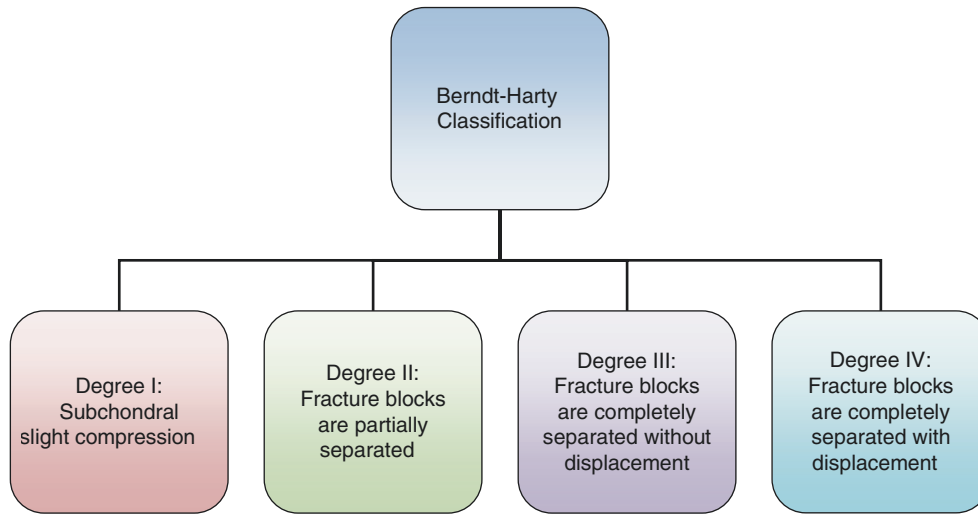 Berndt-Harty
Classification
Degree I:
Subchondral
slight compression
Degree II:
Fracture blocks
are partially
separated
Degree III:
Fracture blocks
are completely
separated without
displacement
Degree IV:
Fracture blocks
are completely
separated with
displacement